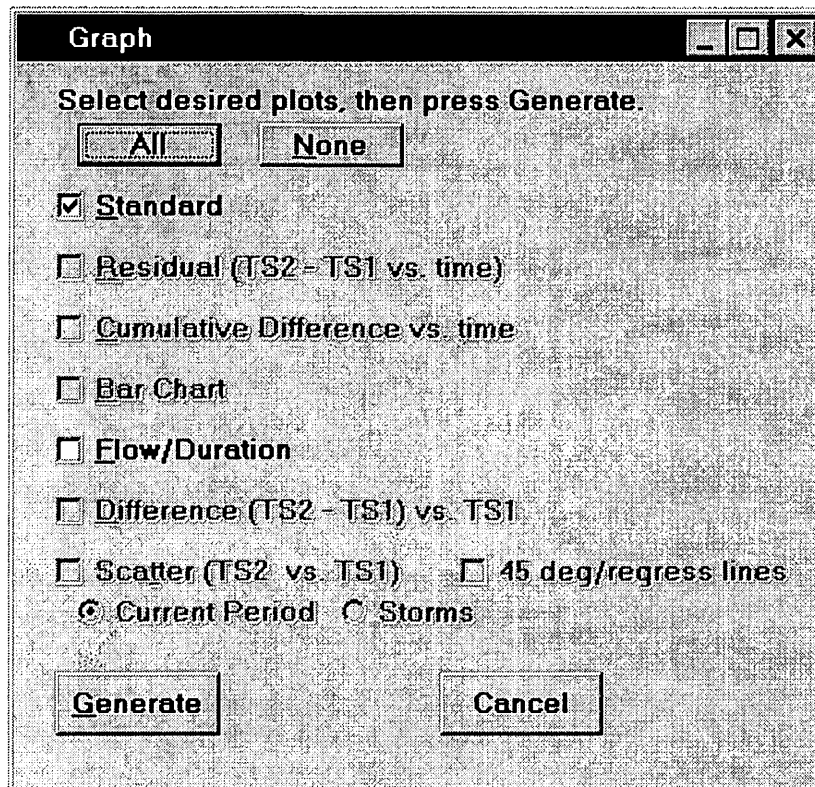 Graph
Select desired plots, then press Generate.
All None
Standard
Residual (TS2 - TS1 vs. time)
Cumulative Difference vs. time
Bar Chart
Flow/Duration
Difference (TS2 - TS1) vs. TS1
Scatter (TS2 vs. TS1) 45 deg/regress lines
Current Period Storms
Generate Cancel